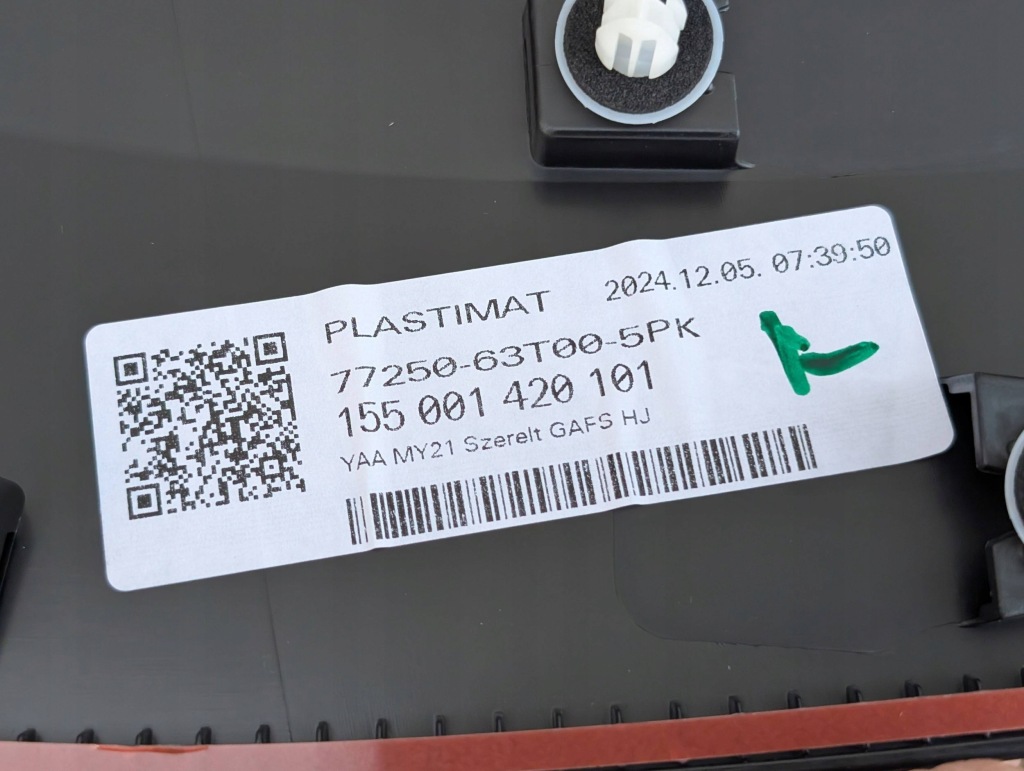 PLASTIMAT 2024.12.05. 07:39:50
77250-63T00-5PK
155 001 420 101
YAA MY21 Szerelt GAFS HJ